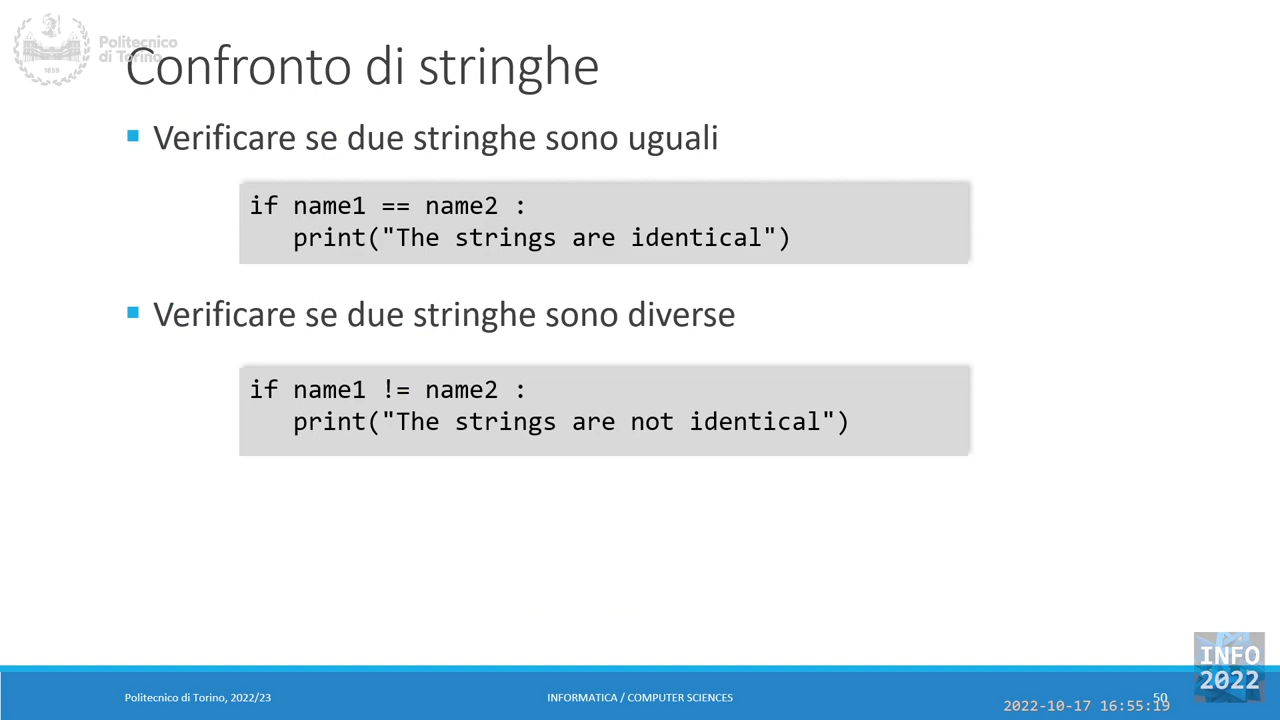 Politecnico
di Torino
1859
Confronto di stringhe
▪ Verificare se due stringhe sono uguali
if name1 == name2 :
   print("The strings are identical")
▪ Verificare se due stringhe sono diverse
if name1 != name2 :
   print("The strings are not identical")
INFO
2022
Politecnico di Torino, 2022/23
INFORMATICA / COMPUTER SCIENCES
50
2022-10-17 16:55:19